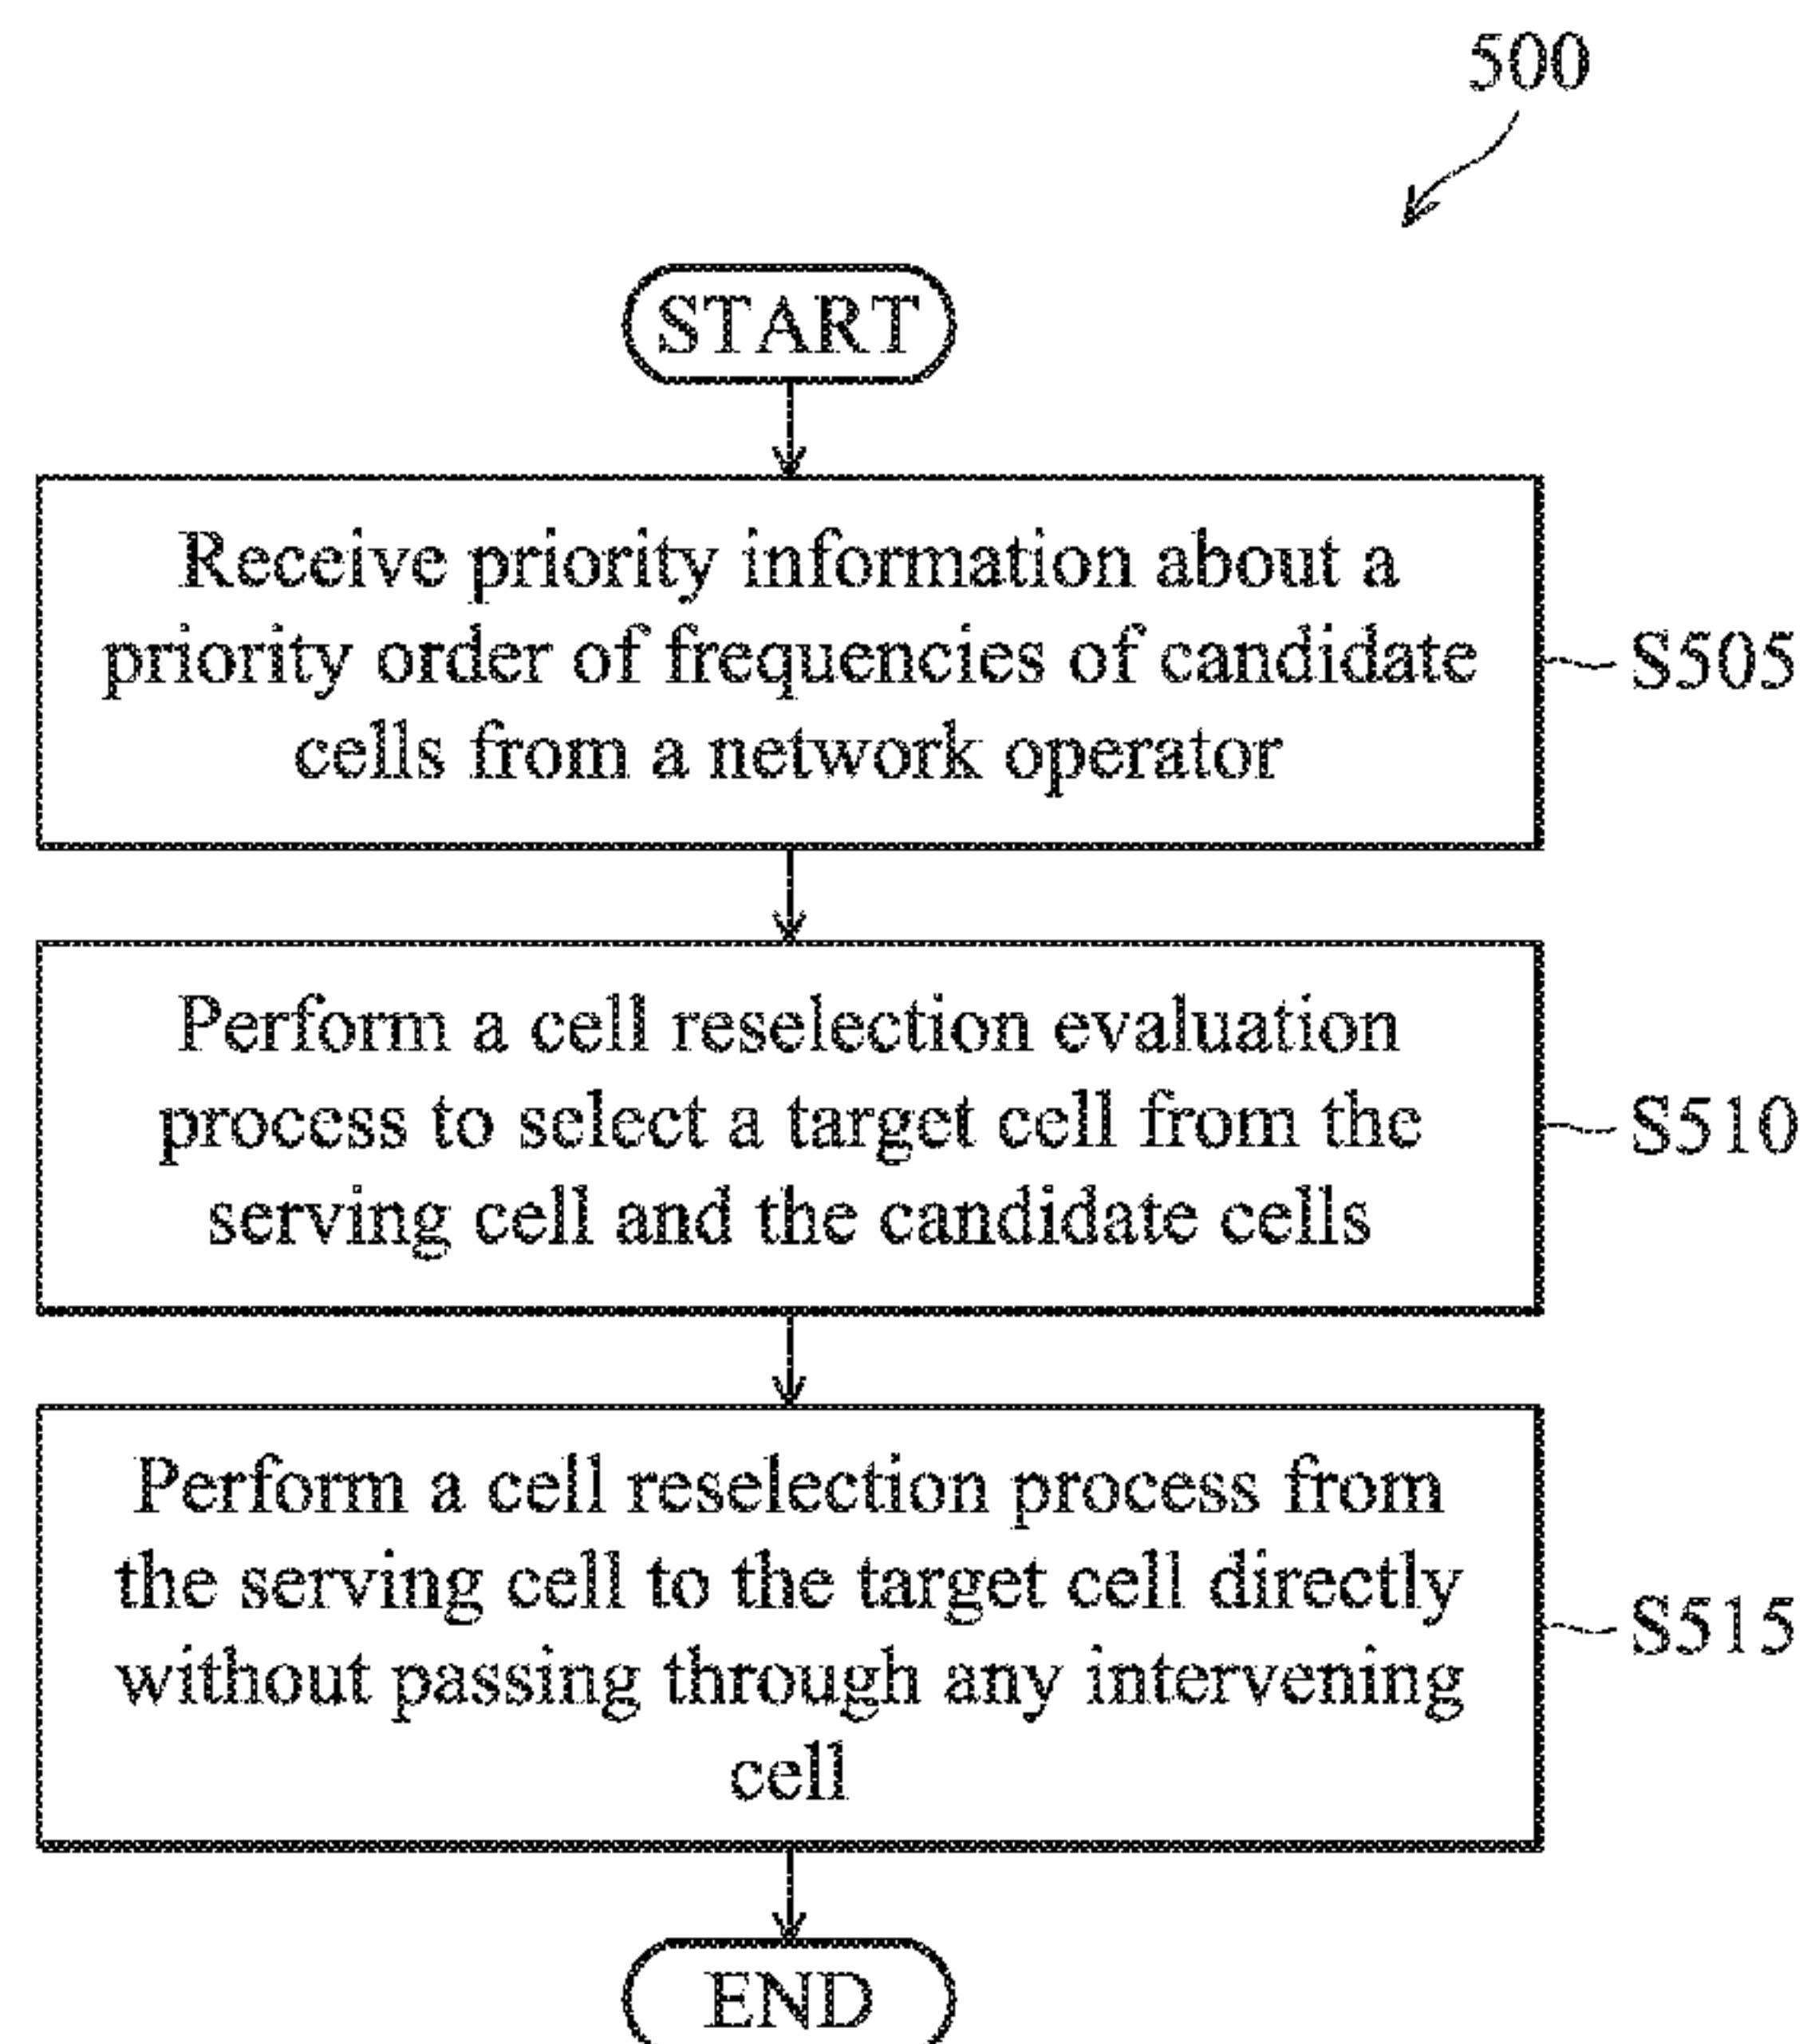 500
START
Receive priority information about a
priority order of frequencies of candidate
cells from a network operator
S505
Perform a cell reselection evaluation
process to select a target cell from the
serving cell and the candidate cells
S510
Perform a cell reselection process from
the serving cell to the target cell directly
without passing through any intervening
cell
S515
END